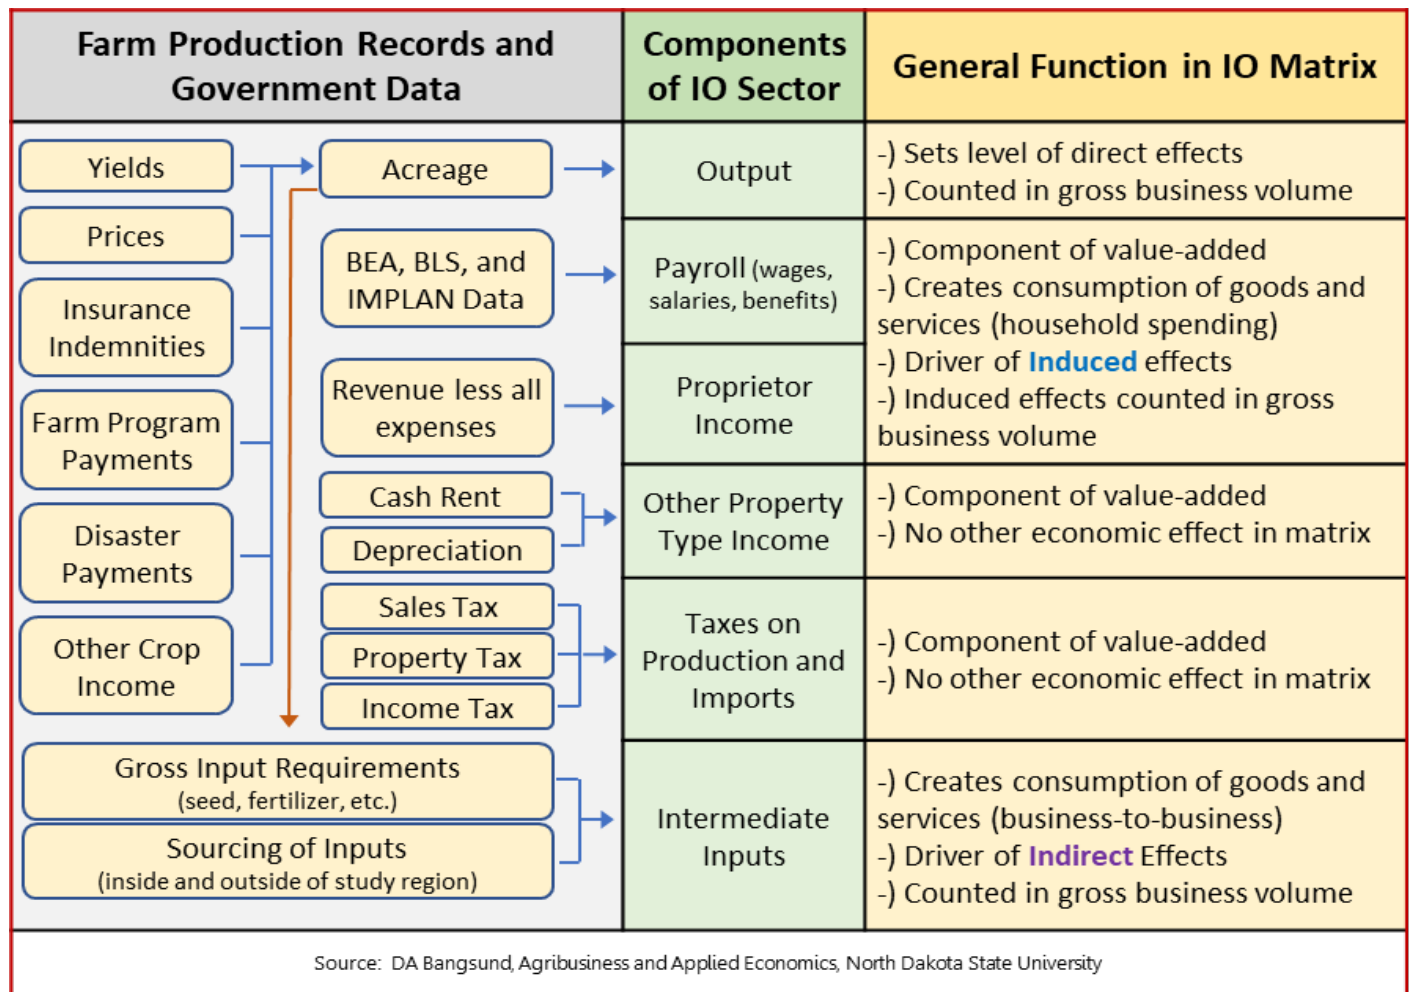 Farm Production Records and
Government Data
Components
of IO Sector
General Function in IO Matrix
Yields
Prices
Insurance
Indemnities
Farm Program
Payments
Disaster
Payments
Other Crop
Income
Acreage
BEA, BLS, and
IMPLAN Data
Revenue less all
expenses
Cash Rent
Depreciation
Sales Tax
Property Tax
Income Tax
Gross Input Requirements
(seed, fertilizer, etc.)
Sourcing of Inputs
(inside and outside of study region)
Output
-) Sets level of direct effects
-) Counted in gross business volume
Payroll (wages,
salaries, benefits)
Proprietor
Income
-) Component of value-added
-) Creates consumption of goods and
services (household spending)
-) Driver of Induced effects
-) Induced effects counted in gross
business volume
Other Property
Type Income
-) Component of value-added
-) No other economic effect in matrix
Taxes on
Production and
Imports
-) Component of value-added
-) No other economic effect in matrix
Intermediate
Inputs
-) Creates consumption of goods and
services (business-to-business)
-) Driver of Indirect Effects
-) Counted in gross business volume
Source: DA Bangsund, Agribusiness and Applied Economics, North Dakota State University